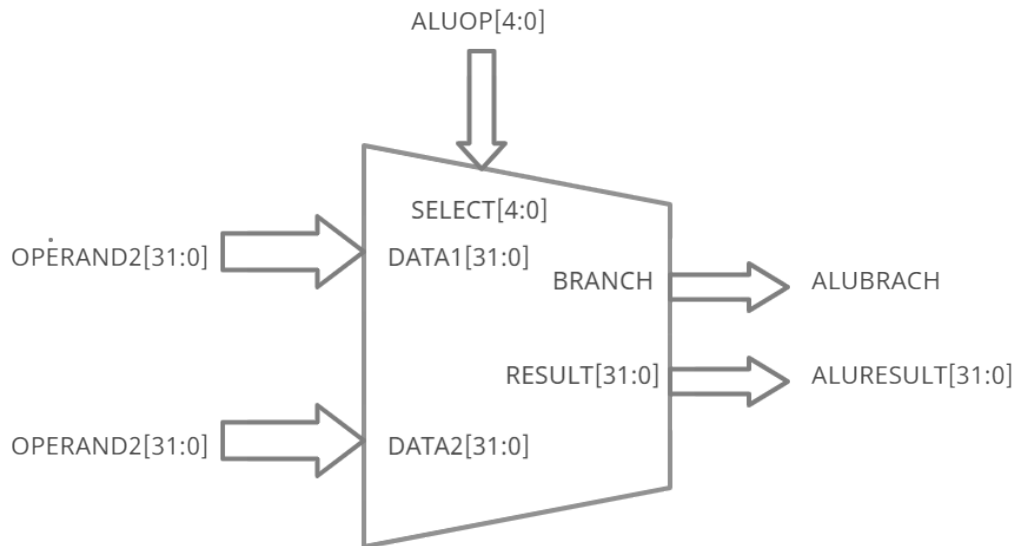 ALUOP[4:0]
SELECT[4:0]
OPERAND2[31:0]
DATA1[31:0]
BRANCH
ALUBRACH
RESULT[31:0]
ALURESULT[31:0]
OPERAND2[31:0]
DATA2[31:0]